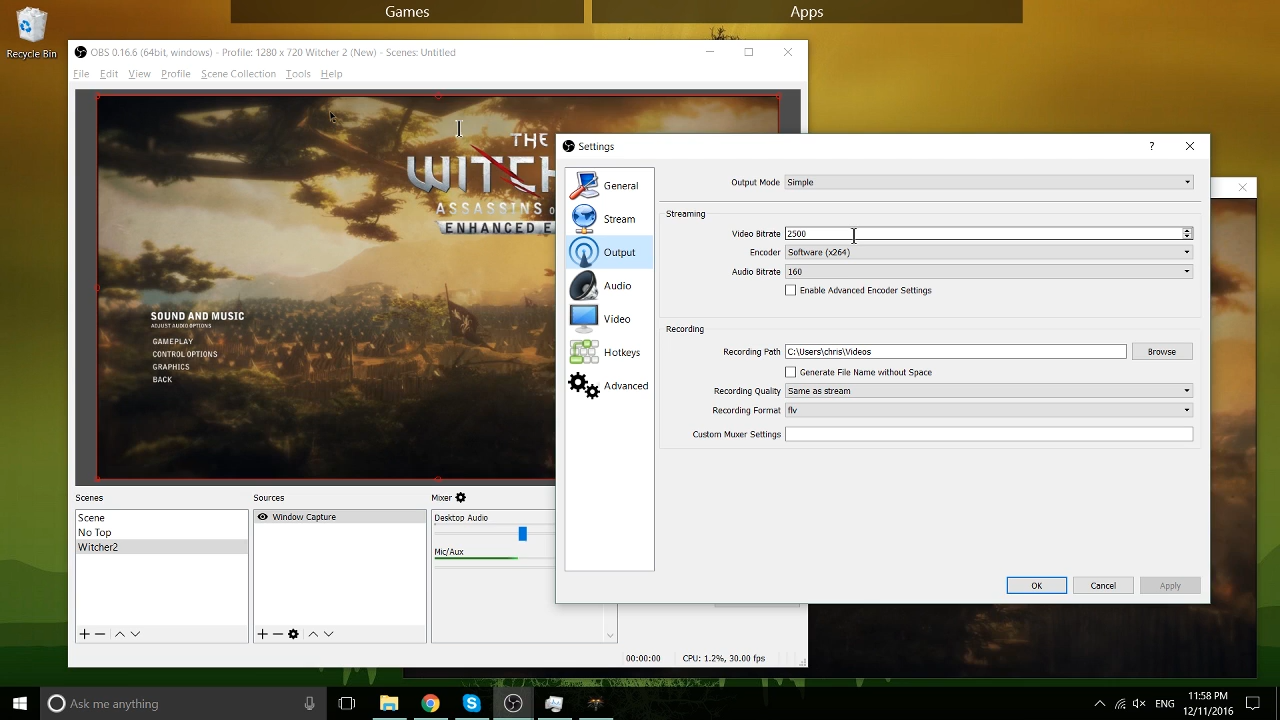 Games
Apps
Recycle Bin
OBS 0.16.6 (64bit, windows) - Profile: 1280 x 720 Witcher 2 (New) - Scenes: Untitled
File Edit View Profile Scene Collection Tools Help
THE
WITCH
ASSASSINS O
ENHANCED E
SOUND AND MUSIC
ADJUST AUDIO OPTIONS
GAMEPLAY
CONTROL OPTIONS
GRAPHICS
BACK
Scenes
Scene
No Top
Witcher2
Sources
Window Capture
Mixer
Desktop Audio
Mic/Aux
00:00:00 CPU: 1.2%, 30.00 fps
Settings
?
General
Stream
Output
Audio
Video
Hotkeys
Advanced
Output Mode Simple
Streaming
Video Bitrate 2500
Encoder Software (x264)
Audio Bitrate 160
Enable Advanced Encoder Settings
Recording
Recording Path C:\Users\chris\Videos Browse
Generate File Name without Space
Recording Quality Same as stream
Recording Format flv
Custom Muxer Settings
OK Cancel Apply
Ask me anything
ENG
11:58 PM
12/11/2016